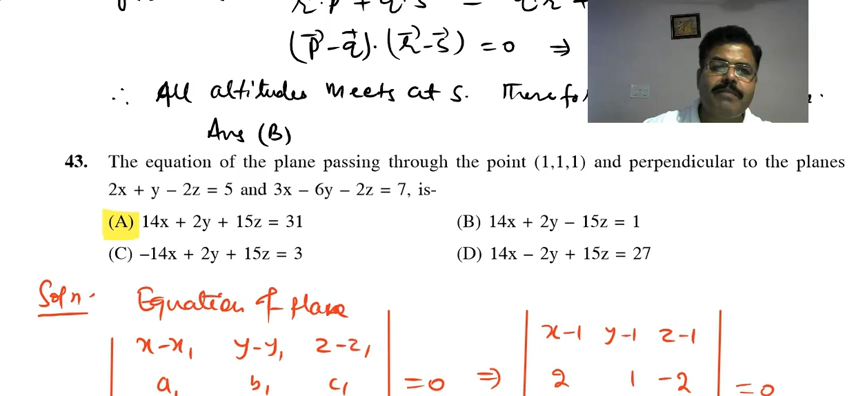 (p⃗ – q⃗) · (r⃗ – s⃗) = 0 ⇒
∴ All altitudes meets at S.
Ans (B)
43. The equation of the plane passing through the point (1,1,1) and perpendicular to the planes
2x + y – 2z = 5 and 3x – 6y – 2z = 7, is-
(A) 14x + 2y + 15z = 31 (B) 14x + 2y – 15z = 1
(C) –14x + 2y + 15z = 3 (D) 14x – 2y + 15z = 27
Soln. Equation of plane
| x–x₁ y–y₁ z–z₁ | x–1 y–1 z–1 |
| a₁ b₁ c₁ | = 0 ⇒ | 2 1 –2 | = 0